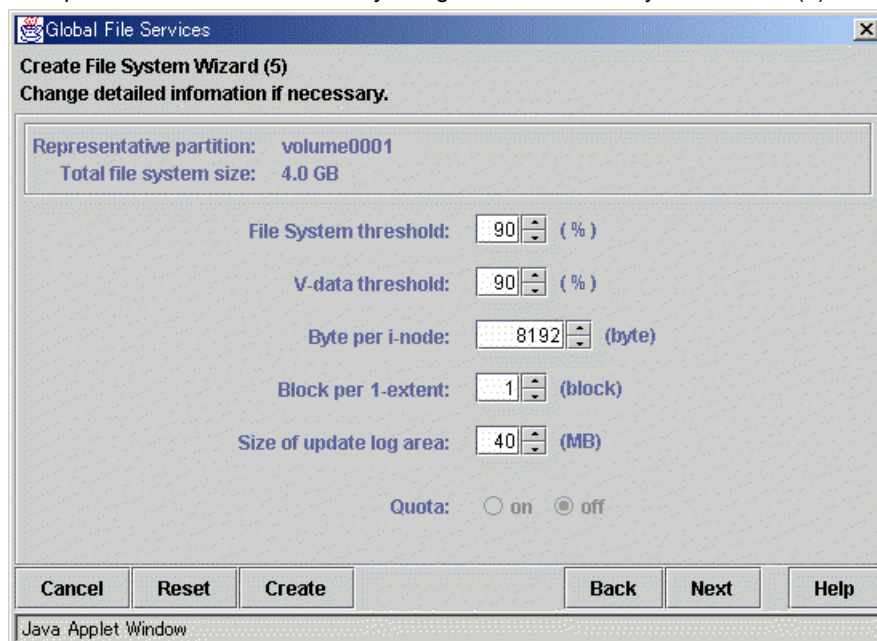 Global File Services
Create File System Wizard (5)
Change detailed infomation if necessary.
Representative partition: volume0001
Total file system size: 4.0 GB
File System threshold: 90 (%)
V-data threshold: 90 (%)
Byte per i-node: 8192 (byte)
Block per 1-extent: 1 (block)
Size of update log area: 40 (MB)
Quota: on off
Cancel Reset Create Back Next Help
Java Applet Window